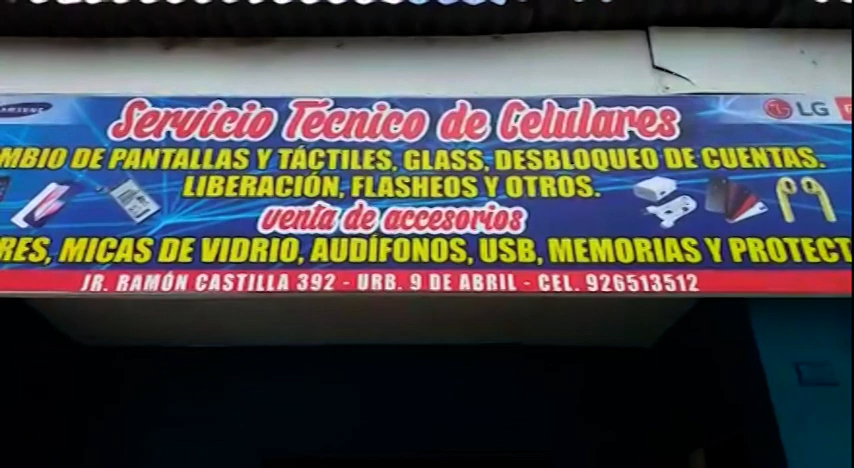 SAMSUNG
Servicio Técnico de Celulares
LG
MBIO DE PANTALLAS Y TÁCTILES, GLASS, DESBLOQUEO DE CUENTAS.
LIBERACIÓN, FLASHEOS Y OTROS.
venta de accesorios
RES, MICAS DE VIDRIO, AUDÍFONOS, USB, MEMORIAS Y PROTECT
JR. RAMÓN CASTILLA 392 - URB. 9 DE ABRIL - CEL. 926513512